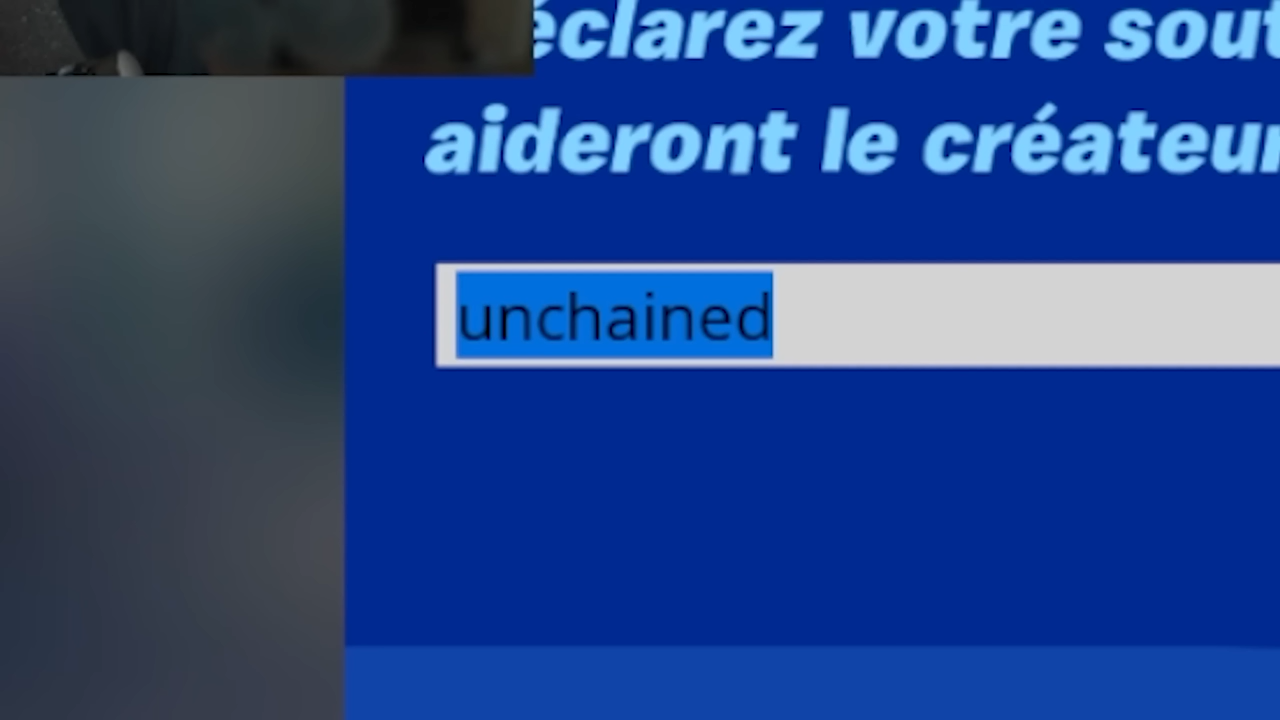 éclarez votre sout
aideront le créateur
unchained